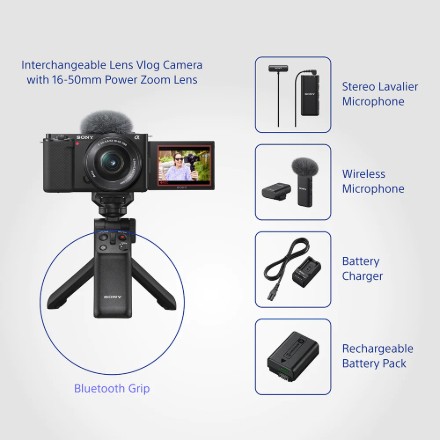 Interchangeable Lens Vlog Camera
with 16-50mm Power Zoom Lens
SONY
α
SONY
Bluetooth Grip
Stereo Lavalier
Microphone
Wireless
Microphone
Battery
Charger
Rechargeable
Battery Pack